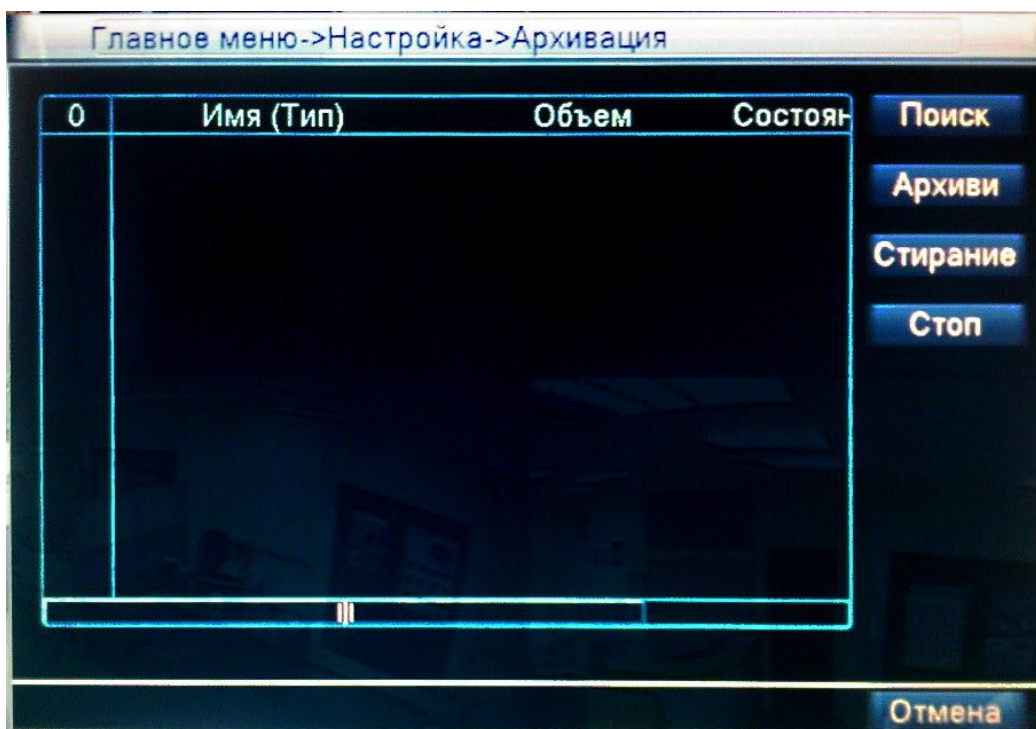 Главное меню->Настройка->Архивация
0 Имя (Тип) Объем Состоян
Поиск
Архиви
Стирание
Стоп
Отмена